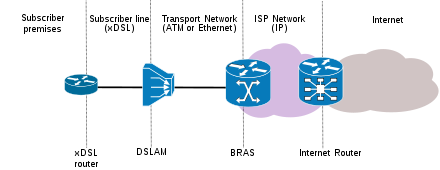 Subscriber
premises
Subscriber line
(xDSL)
Transport Network
(ATM or Ethernet)
ISP Network
(IP)
Internet
xDSL
router
DSLAM
BRAS
Internet Router